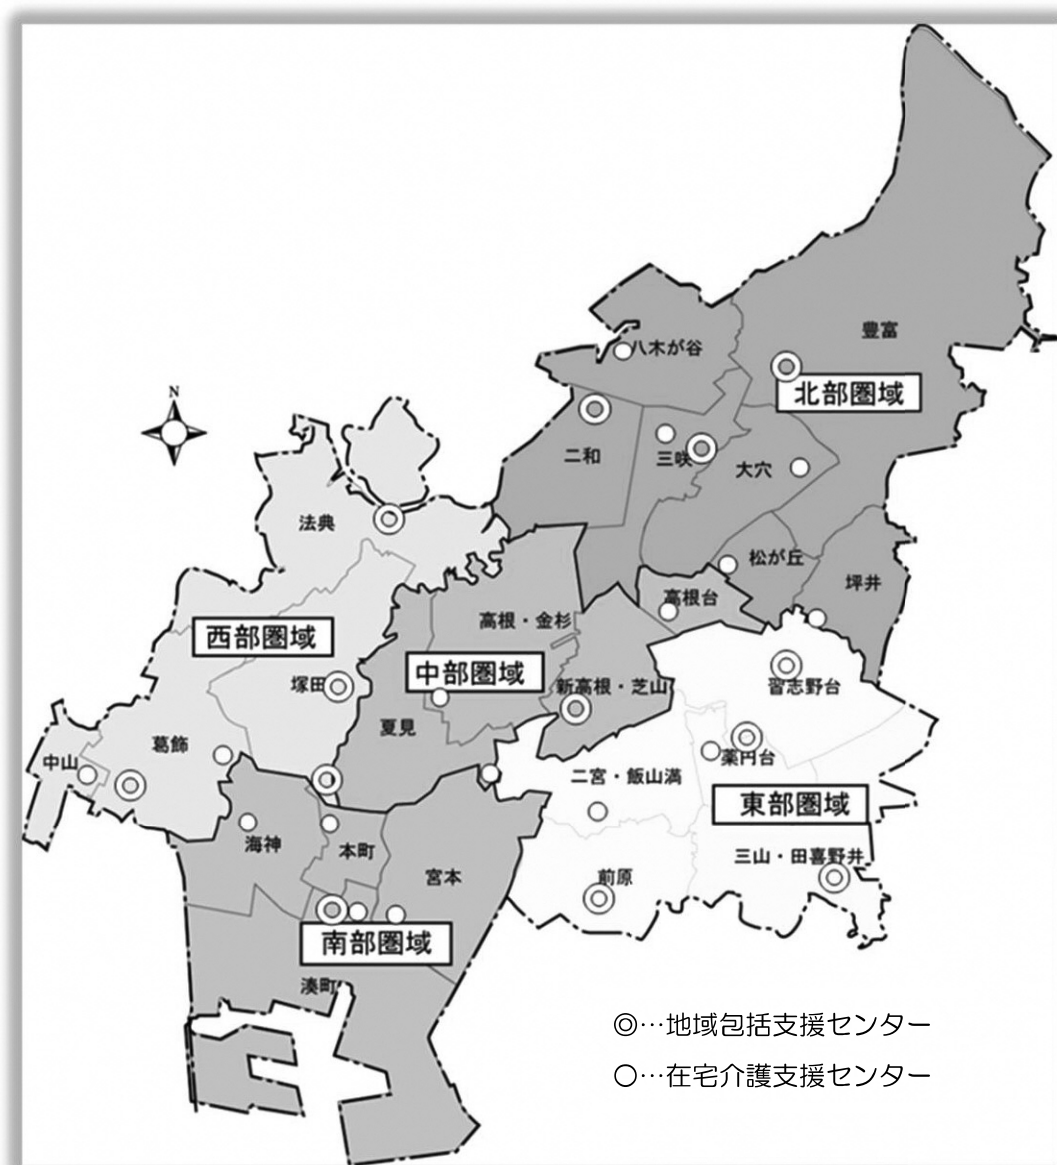 豊富
八木が谷
北部圏域
N
二和
三咲
大穴
法典
松が丘
坪井
高根台
高根・金杉
西部圏域
中部圏域
塚田
新高根・芝山
習志野台
夏見
葛飾
中山
薬円台
二宮・飯山満
東部圏域
海神
本町
三山・田喜野井
宮本
前原
南部圏域
湊町
◎…地域包括支援センター
○…在宅介護支援センター